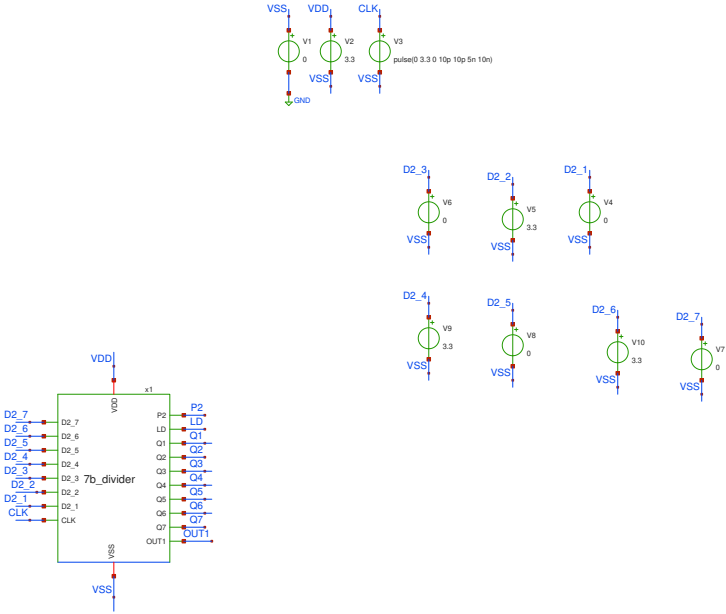 VSS VDD CLK
V1 V2 V3
0 3.3 pulse(0 3.3 0 10p 10p 5n 10n)
VSS VSS
GND
D2_3 D2_2 D2_1
V6 V5 V4
0 3.3 0
VSS VSS VSS
D2_4 D2_5 D2_6 D2_7
V9 V8 V10 V7
3.3 0 3.3 0
VSS VSS VSS VSS
VDD
x1
VDD
P2 P2
D2_7 D2_7 LD LD
D2_6 D2_6 Q1 Q1
D2_5 D2_5 Q2 Q2
D2_4 D2_4 Q3 Q3
D2_3 D2_3 7b_divider Q4 Q4
D2_2 D2_2 Q5 Q5
D2_1 D2_1 Q6 Q6
CLK CLK Q7 Q7
OUT1 OUT1
VSS
VSS